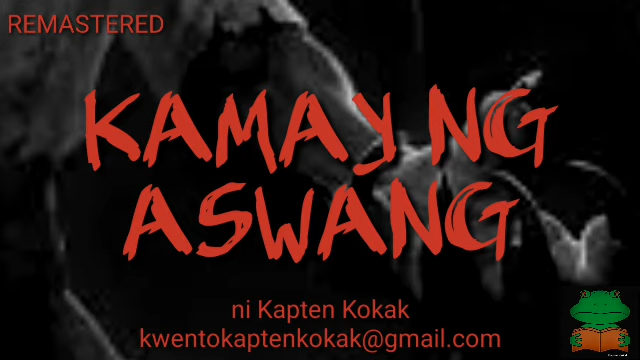 REMASTERED
KAMAY NG
ASWANG
ni Kapten Kokak
kwentokaptenkokak@gmail.com